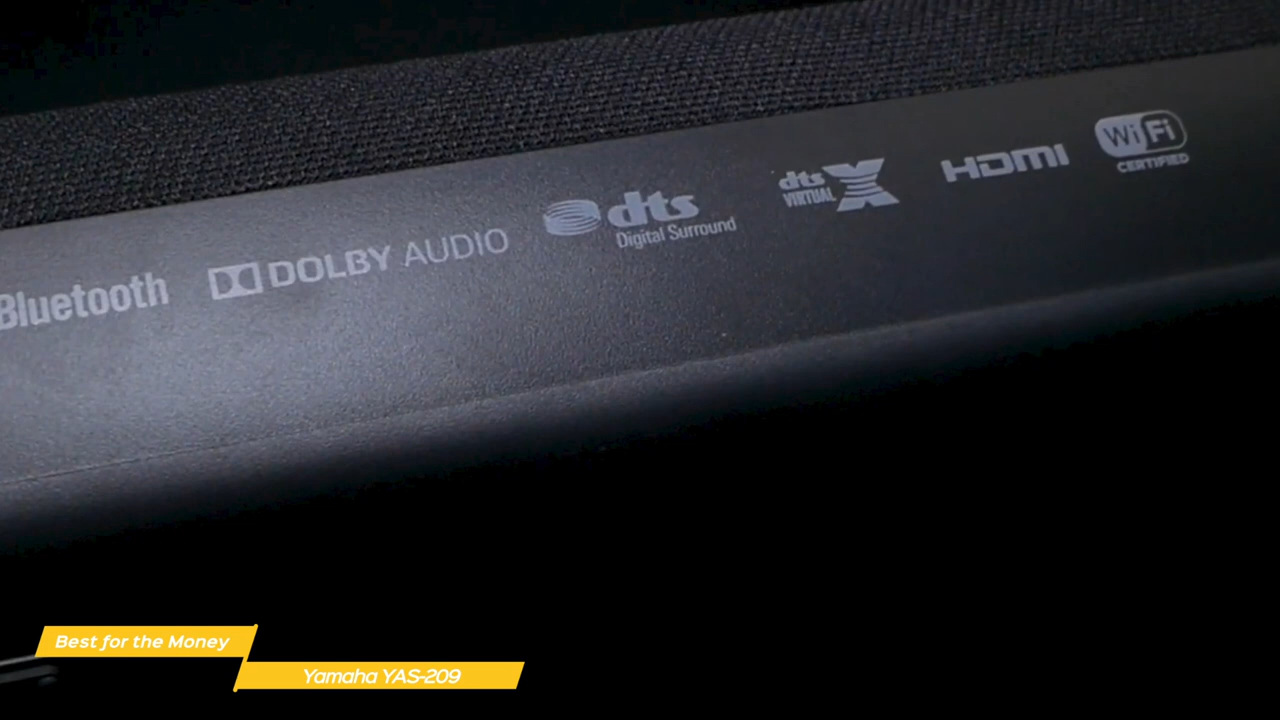 Bluetooth
DOLBY AUDIO
dts
Digital Surround
dts
VIRTUAL X
HDMI
WiFi
CERTIFIED
Best for the Money
Yamaha YAS-209